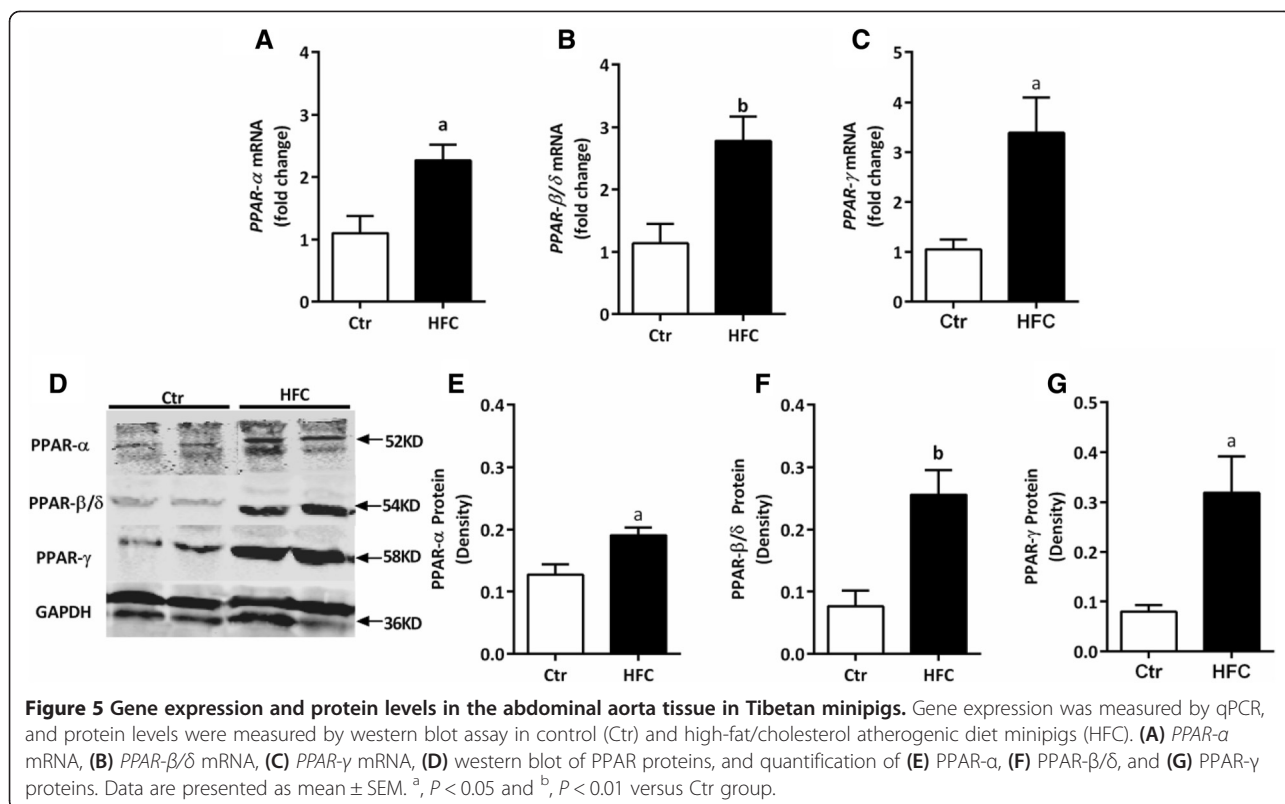 A
PPAR-α mRNA
(fold change)
4
3
2
1
0
a
Ctr
HFC
B
PPAR-β/δ mRNA
(fold change)
4
3
2
1
0
b
Ctr
HFC
C
PPAR-γ mRNA
(fold change)
5
4
3
2
1
0
a
Ctr
HFC
D
Ctr
HFC
PPAR-α
52KD
PPAR-β/δ
54KD
PPAR-γ
58KD
GAPDH
36KD
E
PPAR-α Protein
(Density)
0.4
0.3
0.2
0.1
0.0
a
Ctr
HFC
F
PPAR-β/δ Protein
(Density)
0.4
0.3
0.2
0.1
0.0
b
Ctr
HFC
G
PPAR-γ Protein
(Density)
0.5
0.4
0.3
0.2
0.1
0.0
a
Ctr
HFC
Figure 5 Gene expression and protein levels in the abdominal aorta tissue in Tibetan minipigs. Gene expression was measured by qPCR,
and protein levels were measured by western blot assay in control (Ctr) and high-fat/cholesterol atherogenic diet minipigs (HFC). (A) PPAR-α
mRNA, (B) PPAR-β/δ mRNA, (C) PPAR-γ mRNA, (D) western blot of PPAR proteins, and quantification of (E) PPAR-α, (F) PPAR-β/δ, and (G) PPAR-γ
proteins. Data are presented as mean ± SEM. a, P < 0.05 and b, P < 0.01 versus Ctr group.